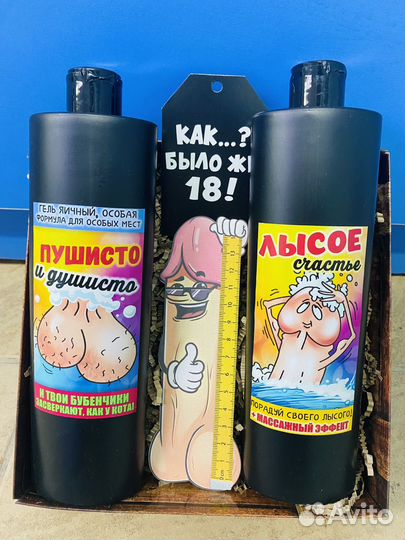 КАК...?
БЫЛО ЖЕ
18!
ГЕЛЬ ЯИЧНЫЙ, ОСОБАЯ
ФОРМУЛА ДЛЯ ОСОБЫХ МЕСТ
ПУШИСТО
и душисто
И ТВОИ БУБЕНЧИКИ
ЗАСВЕРКАЮТ, КАК У КОТА!
ЛЫСОЕ
счастье
ПОРАДУЙ СВОЕГО ЛЫСОГО
+ МАССАЖНЫЙ ЭФФЕКТ
Avito